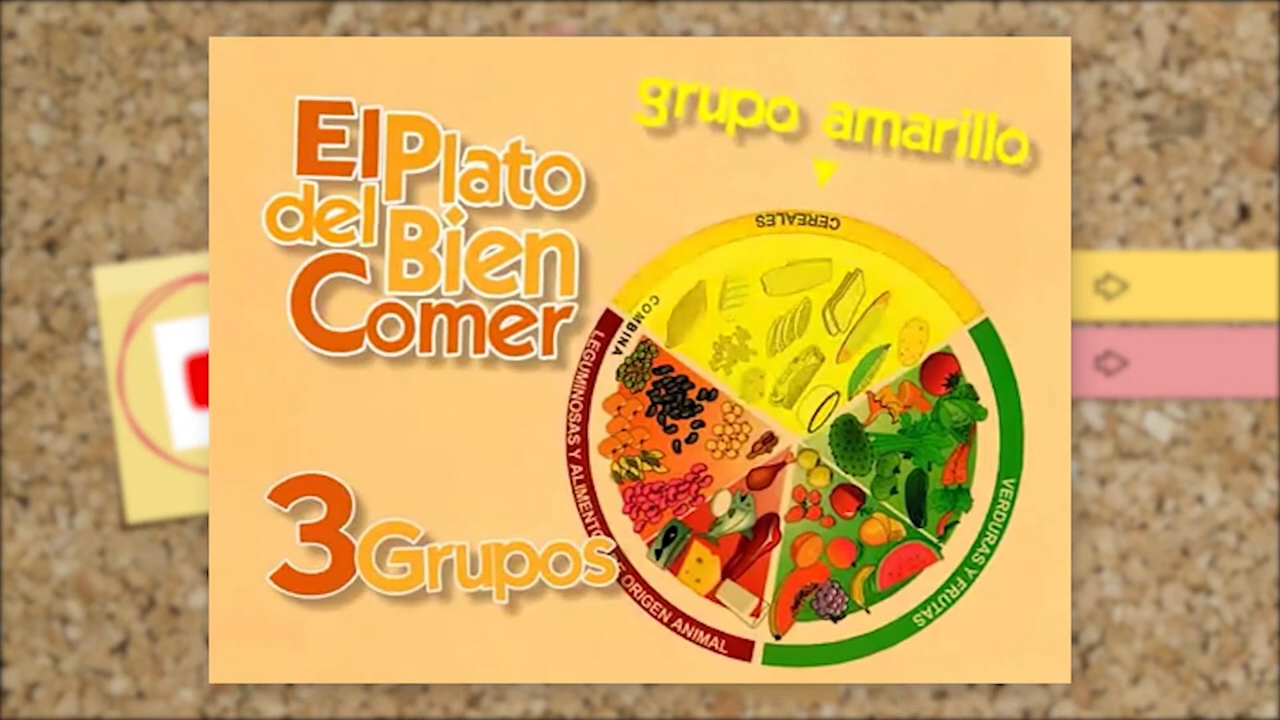 El Plato
del Bien
Comer
grupo amarillo
CEREALES
COMBINA
LEGUMINOSAS Y ALIMENTOS DE ORIGEN ANIMAL
VERDURAS Y FRUTAS
3 Grupos